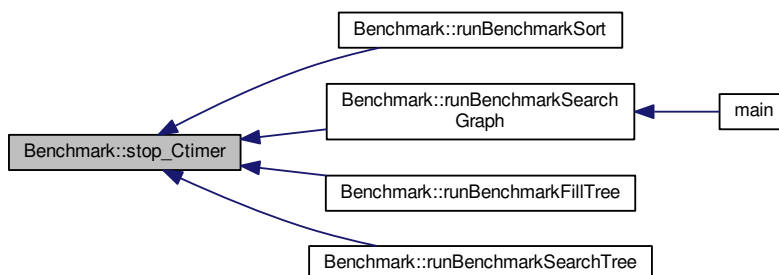 Benchmark::runBenchmarkSort
Benchmark::runBenchmarkSearch
Graph
main
Benchmark::stop_Ctimer
Benchmark::runBenchmarkFillTree
Benchmark::runBenchmarkSearchTree